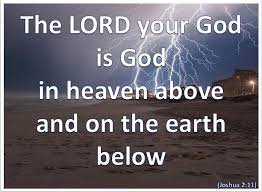 The LORD your God
is God
in heaven above
and on the earth
below
(Joshua 2:11)